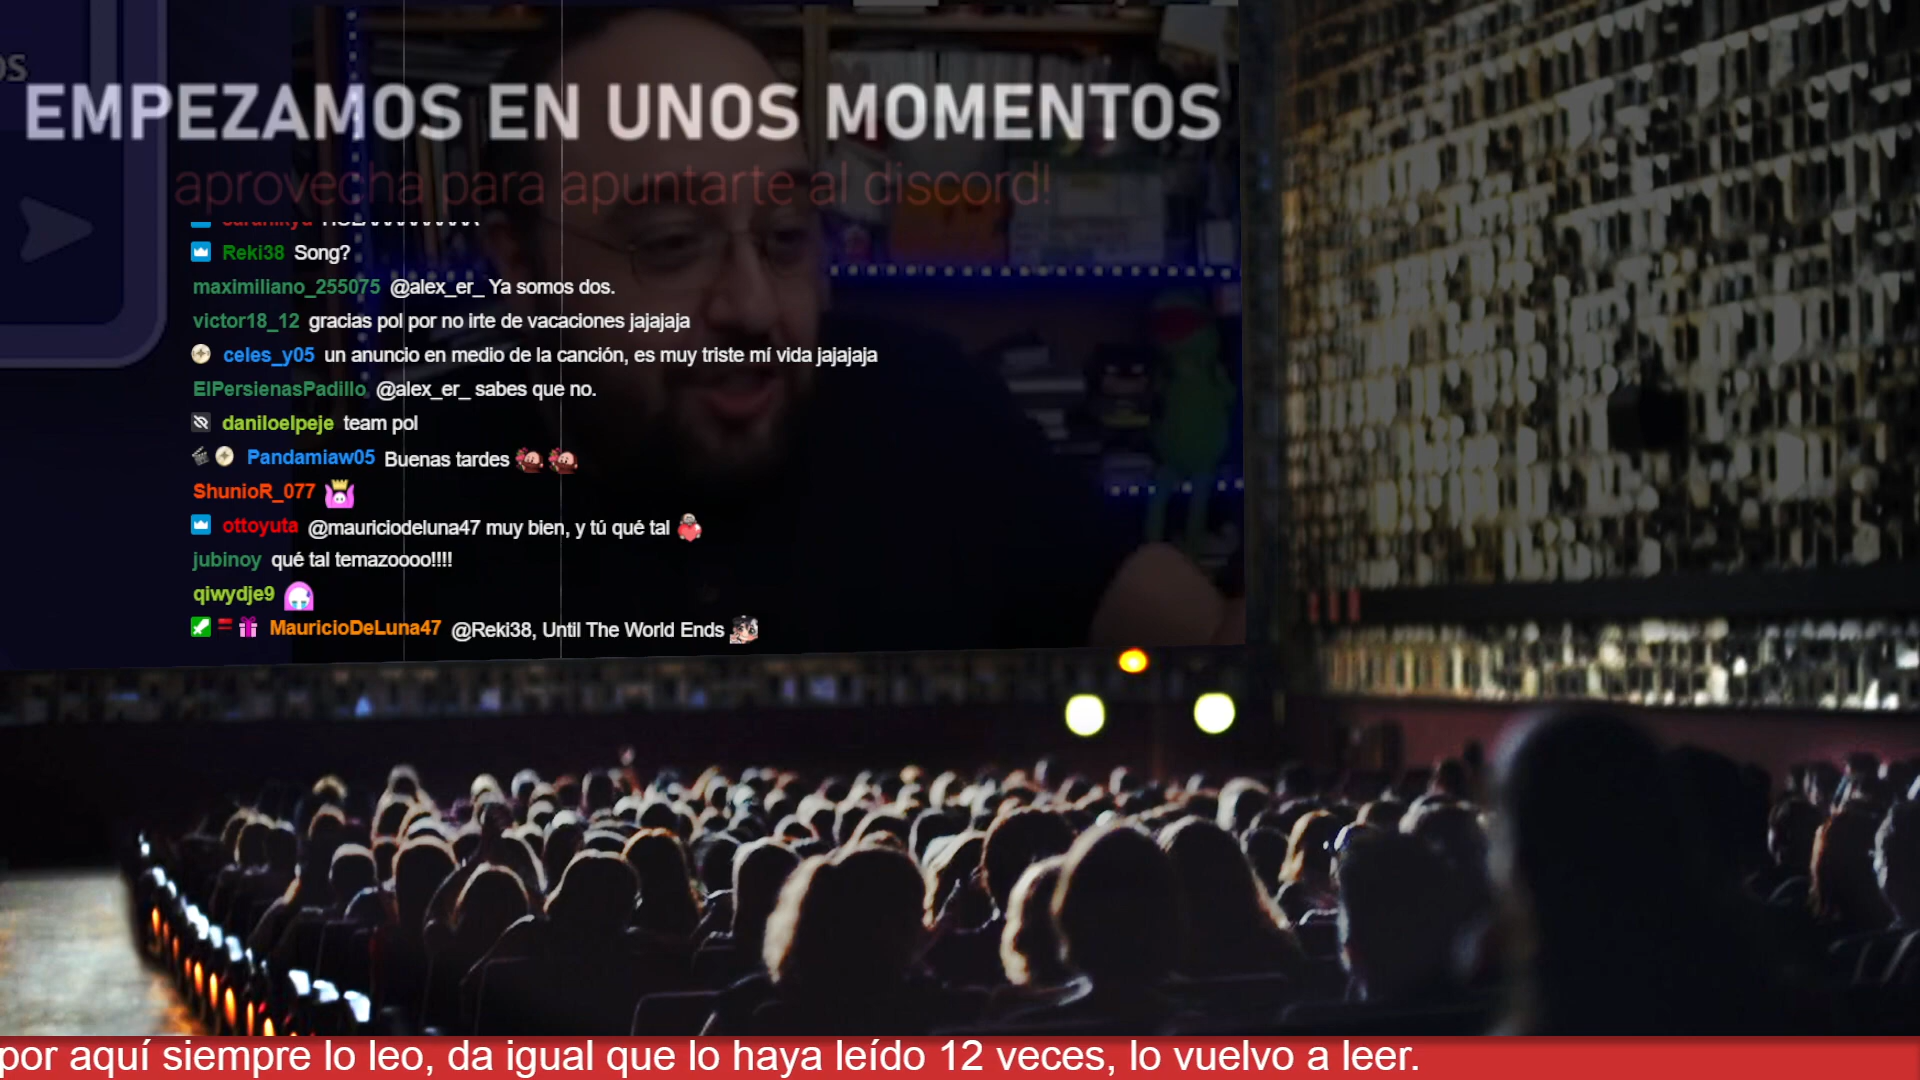 os
EMPEZAMOS EN UNOS MOMENTOS
aprovecha para apuntarte al discord!
Reki38 Song?
maximiliano_255075 @alex_er_ Ya somos dos.
victor18_12 gracias pol por no irte de vacaciones jajajaja
celes_y05 un anuncio en medio de la canción, es muy triste mí vida jajajaja
ElPersienasPadillo @alex_er_ sabes que no.
daniloelpeje team pol
Pandamiaw05 Buenas tardes
ShunioR_077
ottoyuta @mauriciodeluna47 muy bien, y tú qué tal
jubinoy qué tal temazoooo!!!!
qiwydje9
MauricioDeLuna47 @Reki38, Until The World Ends
por aquí siempre lo leo, da igual que lo haya leído 12 veces, lo vuelvo a leer.